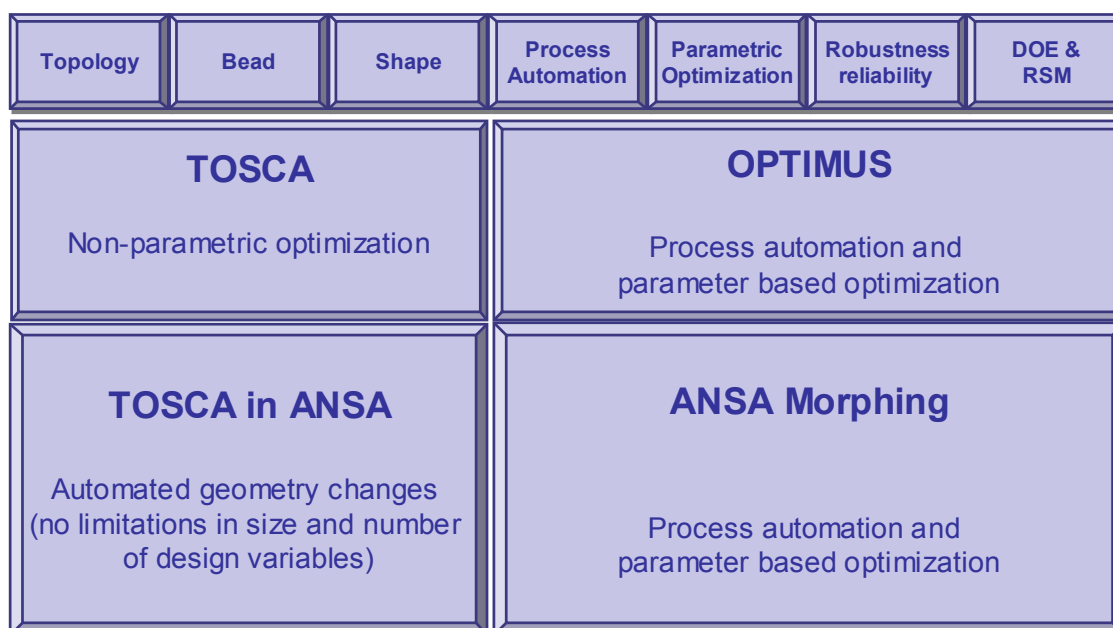 Topology
Bead
Shape
Process
Automation
Parametric
Optimization
Robustness
reliability
DOE &
RSM
TOSCA
Non-parametric optimization
OPTIMUS
Process automation and
parameter based optimization
TOSCA in ANSA
Automated geometry changes
(no limitations in size and number
of design variables)
ANSA Morphing
Process automation and
parameter based optimization